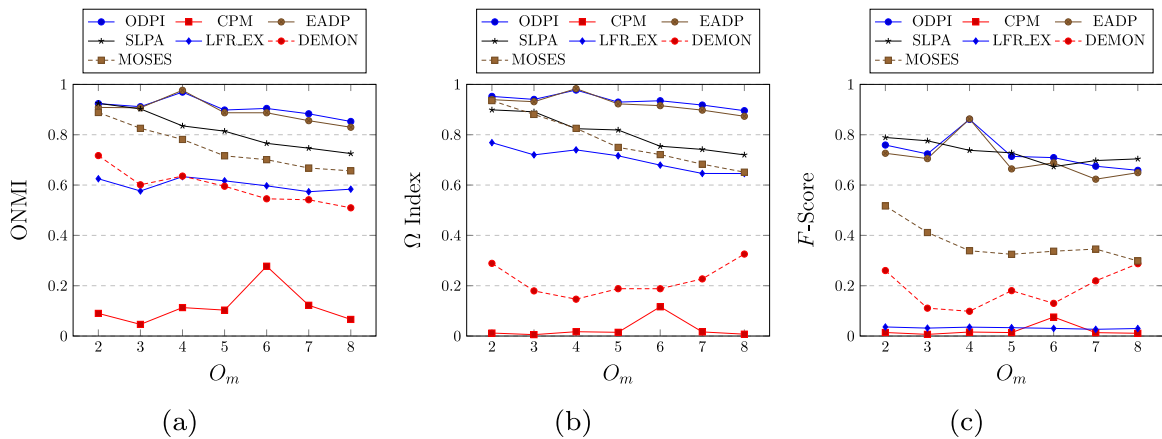 ODPI CPM EADP
SLPA LFR_EX DEMON
MOSES
1
0.8
0.6
0.4
0.2
0
ONMI
2 3 4 5 6 7 8
O_m
(a)
ODPI CPM EADP
SLPA LFR_EX DEMON
MOSES
1
0.8
0.6
0.4
0.2
0
Ω Index
2 3 4 5 6 7 8
O_m
(b)
ODPI CPM EADP
SLPA LFR_EX DEMON
MOSES
1
0.8
0.6
0.4
0.2
0
F-Score
2 3 4 5 6 7 8
O_m
(c)